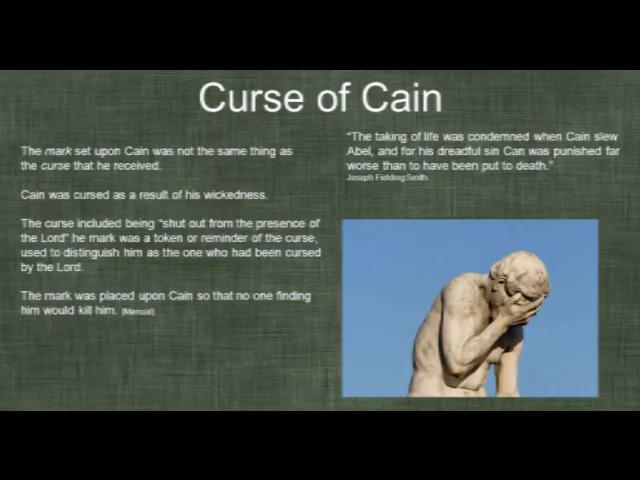 Curse of Cain
The mark set upon Cain was not the same thing as
the curse that he received.
Cain was cursed as a result of his wickedness.
The curse included being "shut out from the presence of
the Lord" he mark was a token or reminder of the curse,
used to distinguish him as the one who had been cursed
by the Lord.
The mark was placed upon Cain so that no one finding
him would kill him. (Manual)
“The taking of life was condemned when Cain slew
Abel, and for his dreadful sin Can was punished far
worse than to have been put to death.”
Joseph Fielding Smith